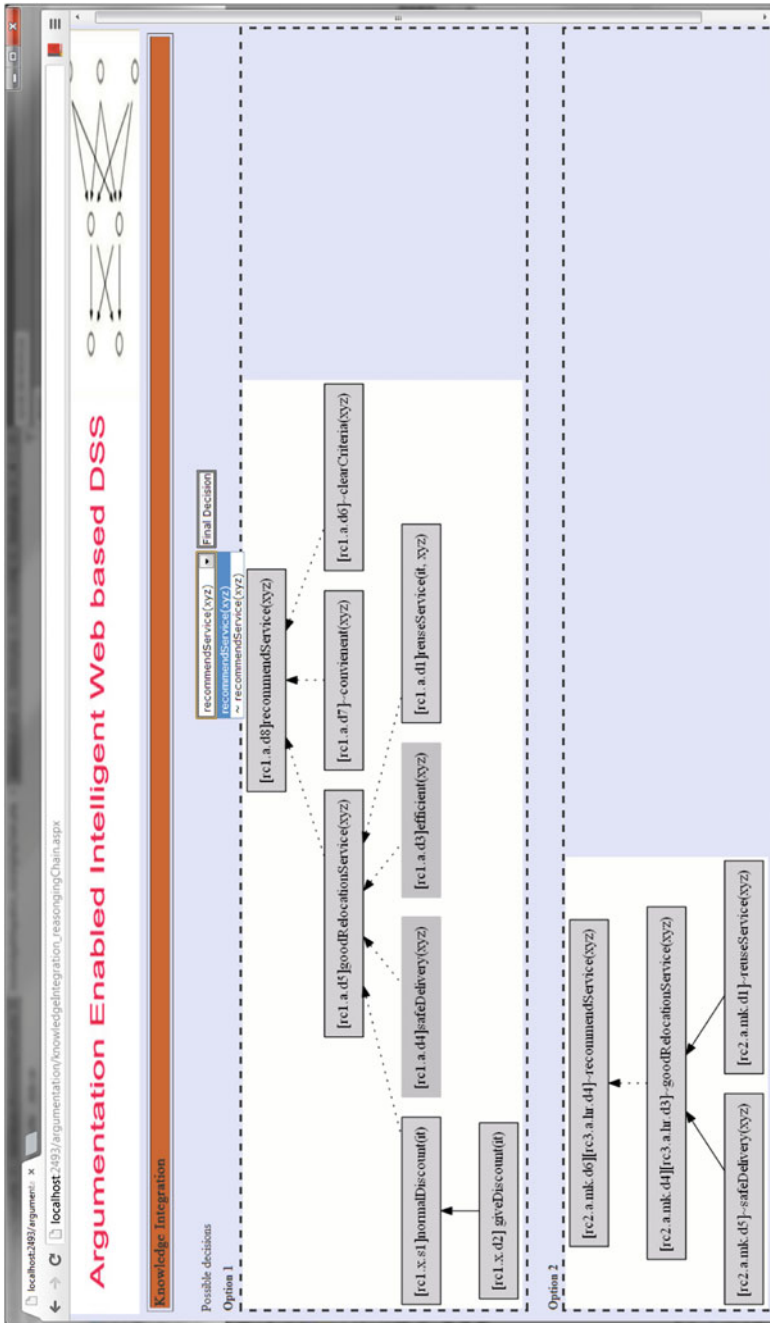 localhost:2493/argument
localhost:2493/argumentation/knowledgeIntegration_reasongingChain.aspx
Argumentation Enabled Intelligent Web based DSS
Knowledge Integration
Possible decisions
recommendService(xyz)
Final Decision
recommendService(xyz)
~ recommendService(xyz)
Option 1
[rc1.a.d8]recommendService(xyz)
[rc1.a.d5]goodRelocationService(xyz)
[rc1.a.d7]~convienent(xyz)
[rc1.a.d6]~clearCriteria(xyz)
[rc1.x.s1]normalDiscount(it)
[rc1.a.d4]safeDelivery(xyz)
[rc1.a.d3]efficient(xyz)
[rc1.a.d1]reuseService(it, xyz)
[rc1.x.d2] giveDiscount(it)
Option 2
[rc2.a.mk.d6][rc3.a.hr.d4]~recommendService(xyz)
[rc2.a.mk.d4][rc3.a.hr.d3]~goodRelocationService(xyz)
[rc2.a.mk.d5]~safeDelivery(xyz)
[rc2.a.mk.d1]~reuseService(xyz)